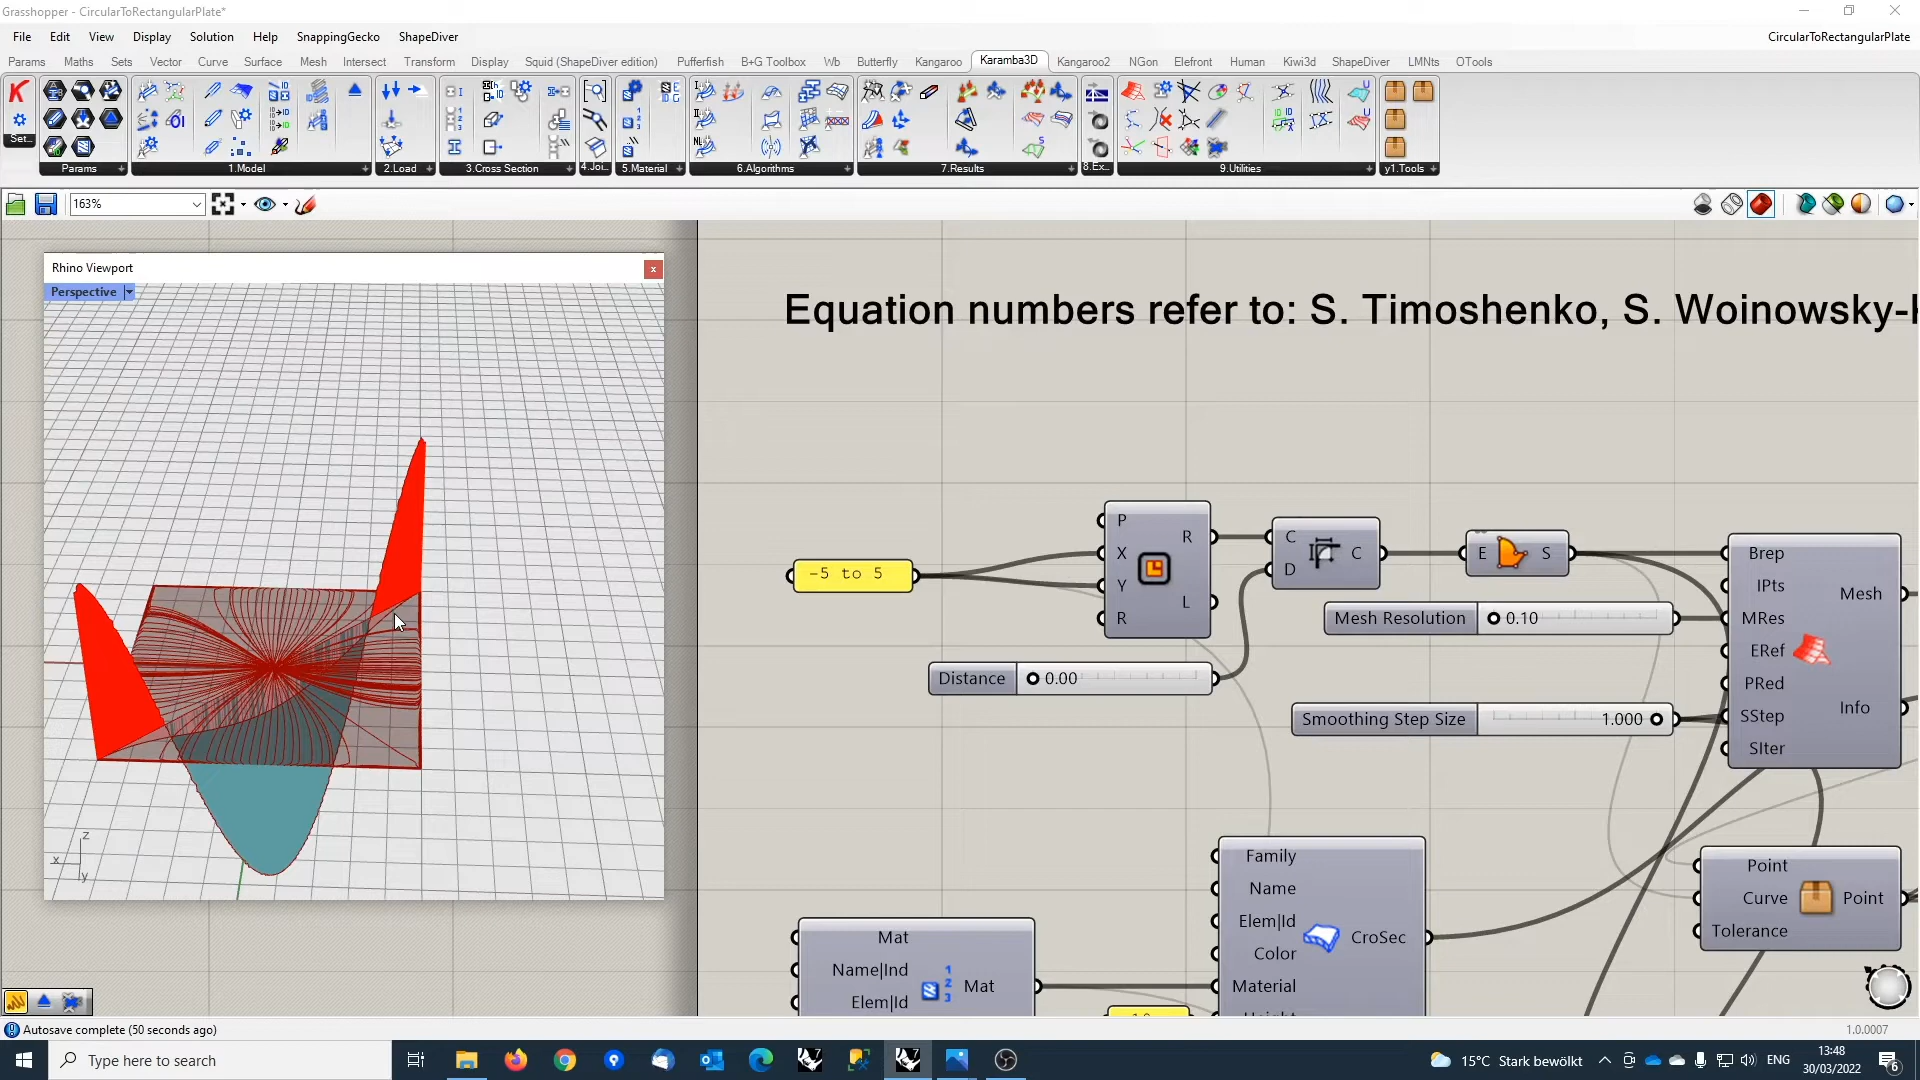 Grasshopper - CircularToRectangularPlate*
File Edit View Display Solution Help SnappingGecko ShapeDiver CircularToRectangularPlate
Params Maths Sets Vector Curve Surface Mesh Intersect Transform Display Squid (ShapeDiver edition) Pufferfish B+G Toolbox Wb Butterfly Kangaroo Karamba3D Kangaroo2 NGon Elefront Human Kiwi3d ShapeDiver LMNts OTools
Set... Params 1.Model 2.Load 3.Cross Section 4.Joi... 5.Material 6.Algorithms 7.Results 8.Ex... 9.Utilities y1.Tools
163%
Rhino Viewport x
Perspective
Equation numbers refer to: S. Timoshenko, S. Woinowsky-
P
X
Y
R
R
L
-5 to 5
C
D
C
E S
Distance 0.00
Mesh Resolution 0.10
Smoothing Step Size 1.000
Brep
IPts
MRes
ERef
PRed
SStep
SIter
Mesh
Info
Family
Name
Elem|Id
Color
Material
CroSec
Point
Curve
Tolerance
Point
Mat
Name|Ind
Elem|Id
Mat
z
x
y
Autosave complete (50 seconds ago)
1.0.0007
Type here to search
15°C Stark bewölkt
ENG
13:48
30/03/2022
6